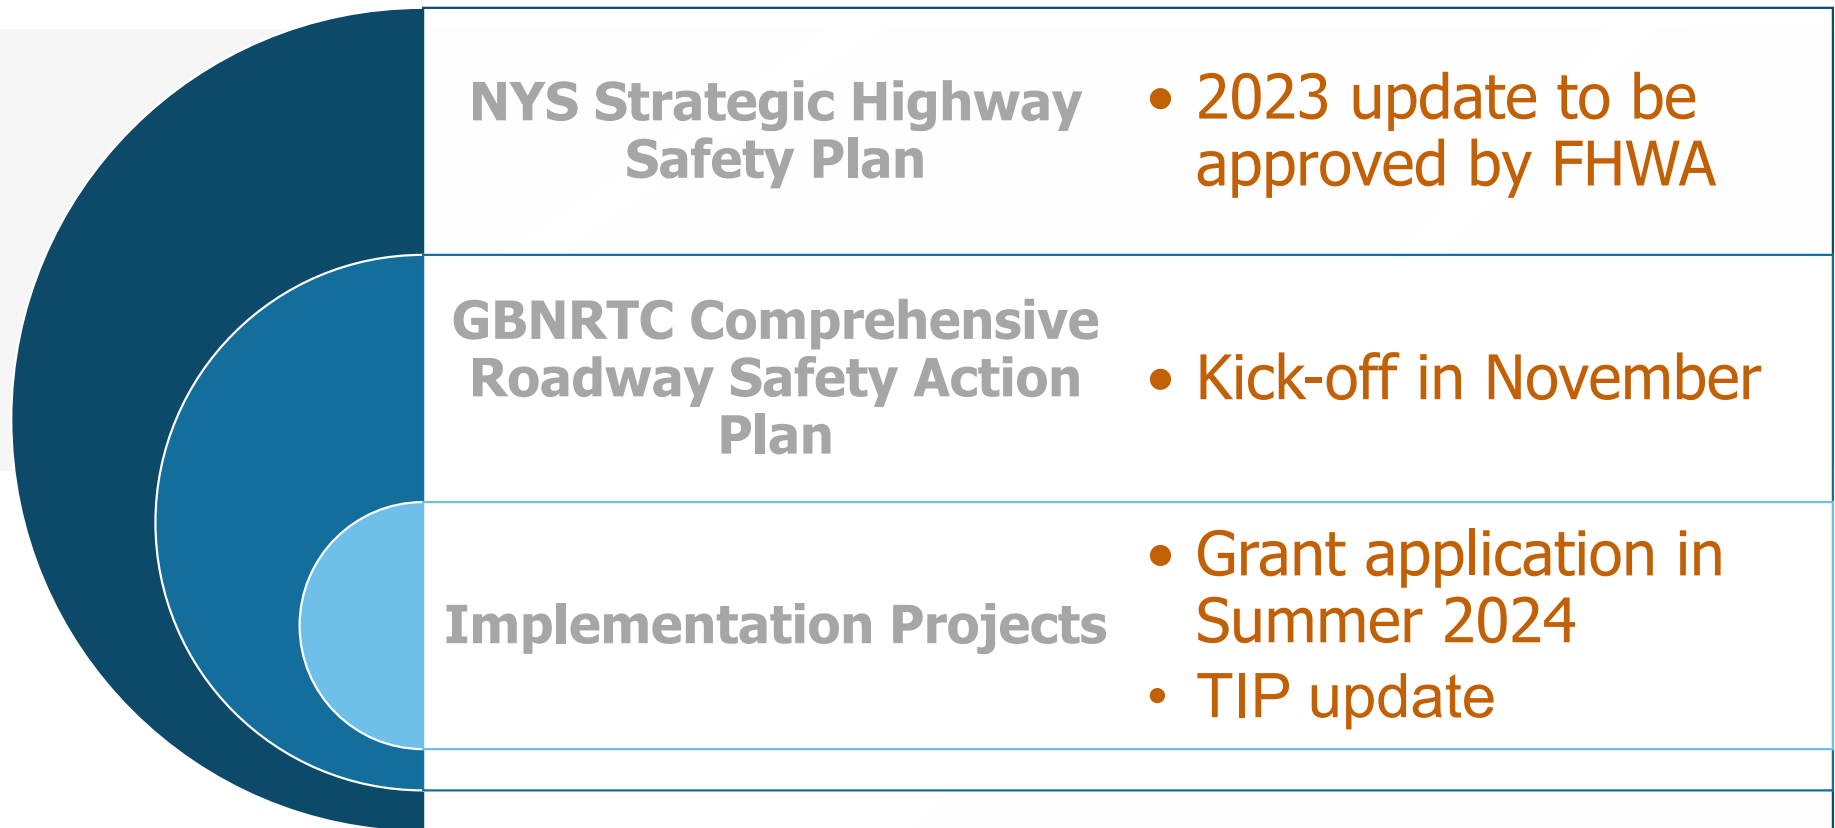 NYS Strategic Highway
Safety Plan
• 2023 update to be
approved by FHWA
GBNRTC Comprehensive
Roadway Safety Action
Plan
• Kick-off in November
Implementation Projects
• Grant application in
Summer 2024
• TIP update